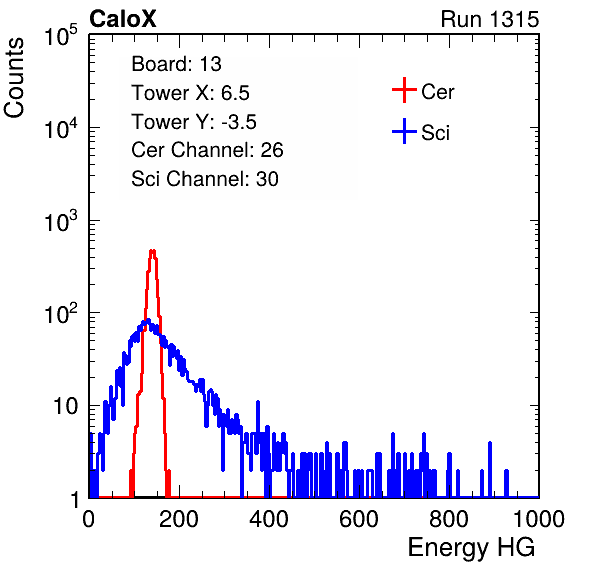 CaloX Run 1315
Counts
10^5
10^4
10^3
10^2
10
1
Board: 13
Tower X: 6.5
Tower Y: -3.5
Cer Channel: 26
Sci Channel: 30
Cer
Sci
0 200 400 600 800 1000
Energy HG